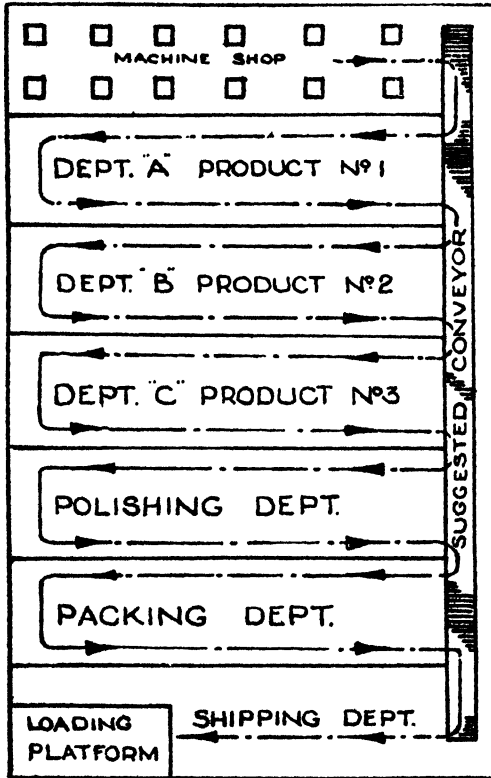 MACHINE SHOP
DEPT. "A" PRODUCT Nº 1
DEPT. "B" PRODUCT Nº 2
DEPT. "C" PRODUCT Nº 3
POLISHING DEPT.
PACKING DEPT.
SUGGESTED CONVEYOR
SHIPPING DEPT.
LOADING
PLATFORM